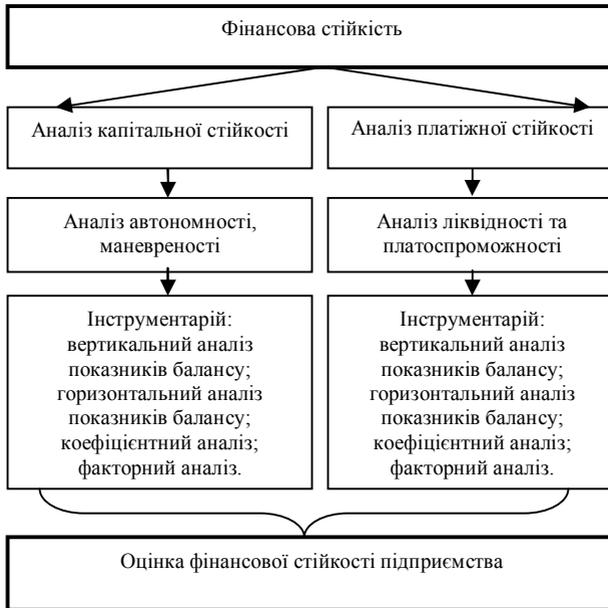 Фінансова стійкість
Аналіз капітальної стійкості
Аналіз платіжної стійкості
Аналіз автономності,
маневреності
Аналіз ліквідності та
платоспроможності
Інструментарій:
вертикальний аналіз
показників балансу;
горизонтальний аналіз
показників балансу;
коефіцієнтний аналіз;
факторний аналіз.
Інструментарій:
вертикальний аналіз
показників балансу;
горизонтальний аналіз
показників балансу;
коефіцієнтний аналіз;
факторний аналіз.
Оцінка фінансової стійкості підприємства